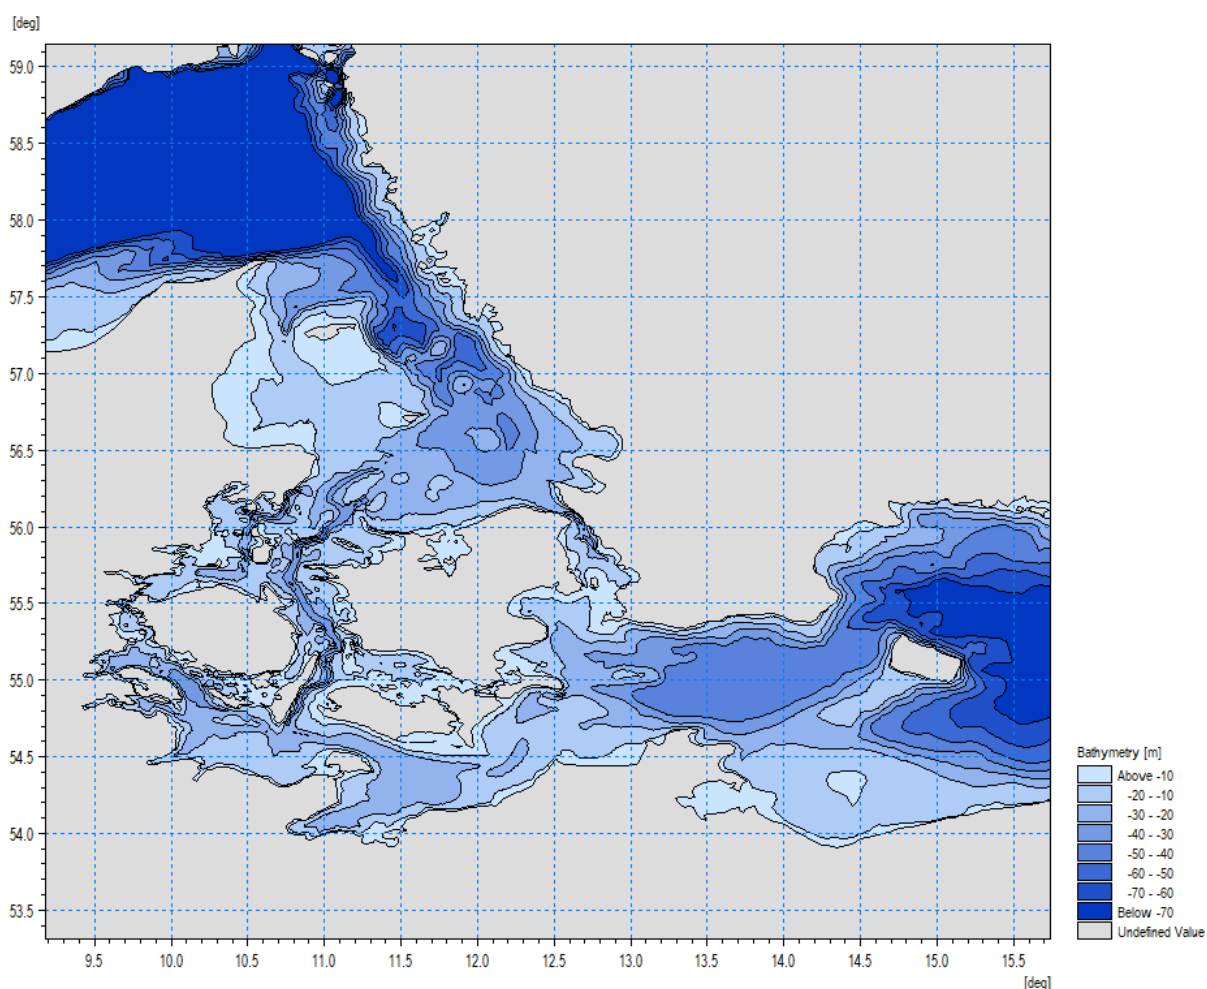 [deg]
59.0
58.5
58.0
57.5
57.0
56.5
56.0
55.5
55.0
54.5
54.0
53.5
9.5 10.0 10.5 11.0 11.5 12.0 12.5 13.0 13.5 14.0 14.5 15.0 15.5
[deg]
Bathymetry [m]
Above -10
-20 - -10
-30 - -20
-40 - -30
-50 - -40
-60 - -50
-70 - -60
Below -70
Undefined Value